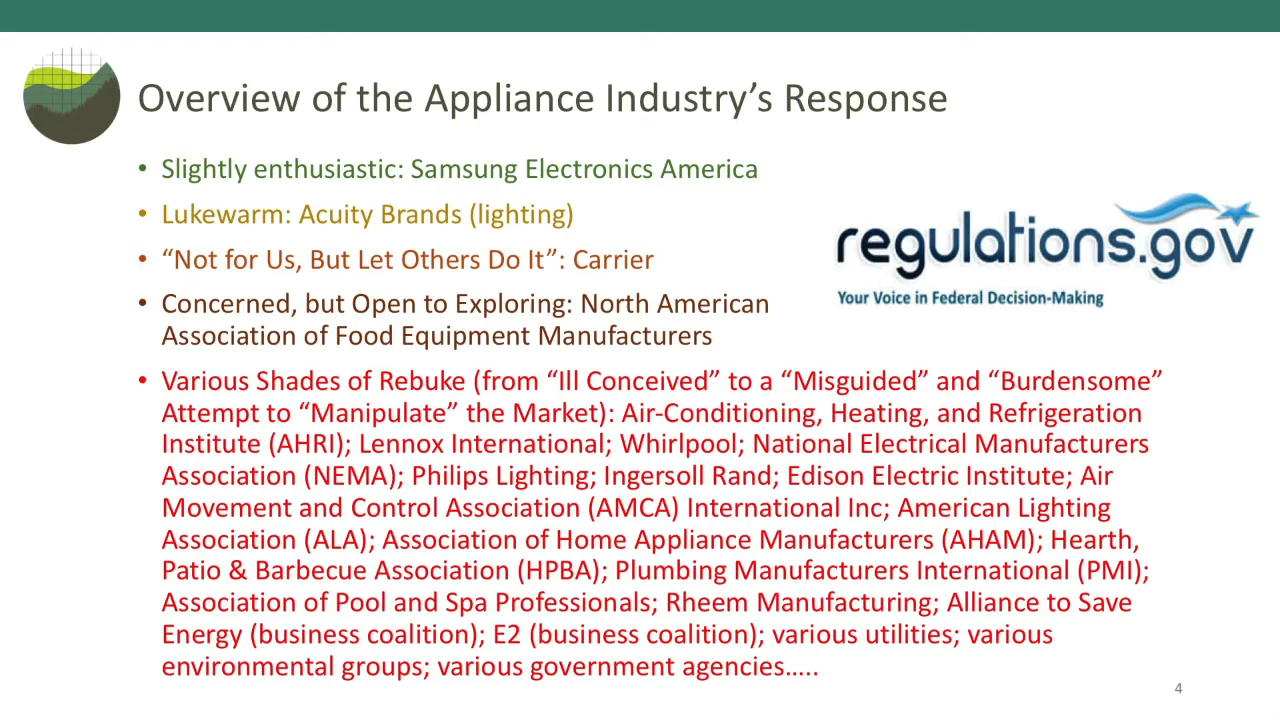 Overview of the Appliance Industry’s Response
• Slightly enthusiastic: Samsung Electronics America
• Lukewarm: Acuity Brands (lighting)
• “Not for Us, But Let Others Do It”: Carrier
• Concerned, but Open to Exploring: North American
Association of Food Equipment Manufacturers
regulations.gov
Your Voice in Federal Decision-Making
• Various Shades of Rebuke (from “Ill Conceived” to a “Misguided” and “Burdensome”
Attempt to “Manipulate” the Market): Air-Conditioning, Heating, and Refrigeration
Institute (AHRI); Lennox International; Whirlpool; National Electrical Manufacturers
Association (NEMA); Philips Lighting; Ingersoll Rand; Edison Electric Institute; Air
Movement and Control Association (AMCA) International Inc; American Lighting
Association (ALA); Association of Home Appliance Manufacturers (AHAM); Hearth,
Patio & Barbecue Association (HPBA); Plumbing Manufacturers International (PMI);
Association of Pool and Spa Professionals; Rheem Manufacturing; Alliance to Save
Energy (business coalition); E2 (business coalition); various utilities; various
environmental groups; various government agencies…..
4